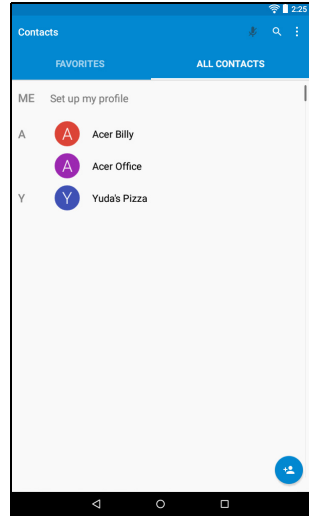 2:25
Contacts
FAVORITES ALL CONTACTS
ME Set up my profile
A A Acer Billy
A Acer Office
Y Y Yuda's Pizza